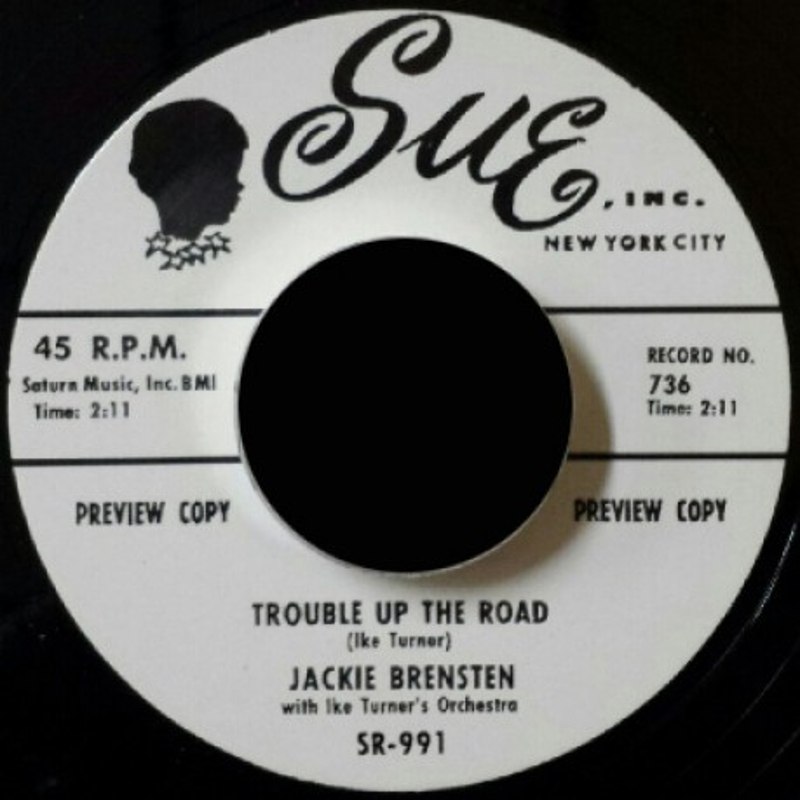 Sue, INC.
NEW YORK CITY
45 R.P.M.
Saturn Music, Inc. BMI
Time: 2:11
RECORD NO.
736
Time: 2:11
PREVIEW COPY
PREVIEW COPY
TROUBLE UP THE ROAD
(Ike Turner)
JACKIE BRENSTEN
with Ike Turner's Orchestra
SR-991